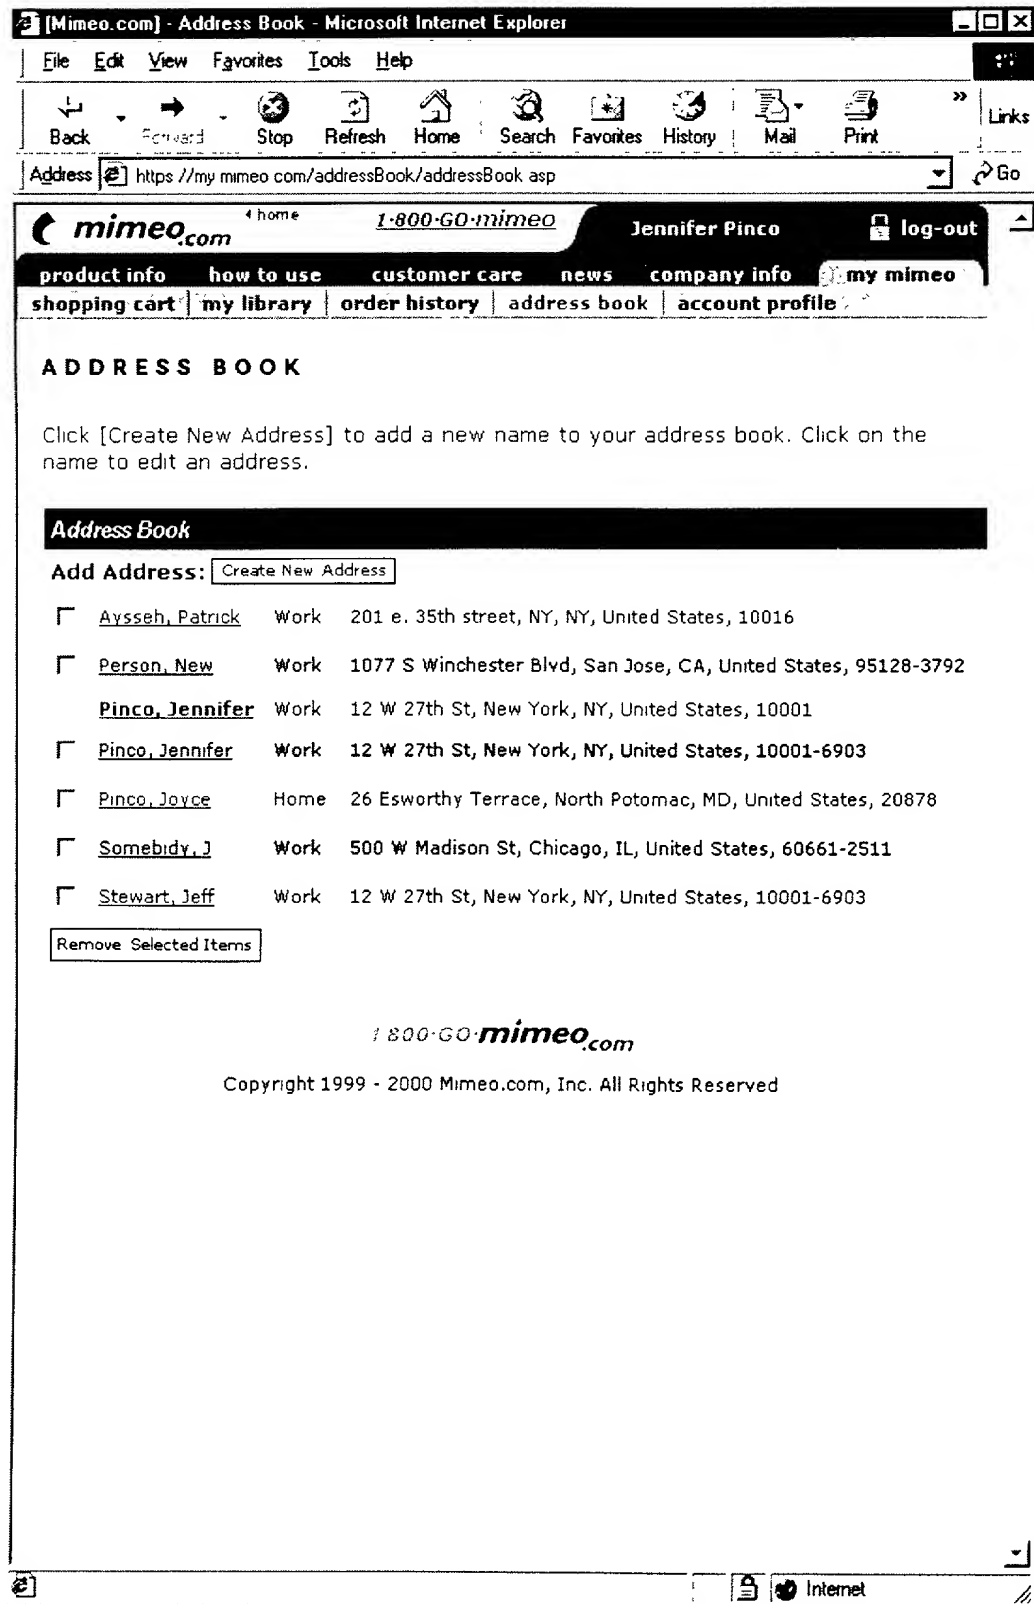 [Mimeo.com] - Address Book - Microsoft Internet Explorer
File Edit View Favorites Tools Help
Back Forward Stop Refresh Home Search Favorites History Mail Print » Links
Address https //my mimeo com/addressBook/addressBook asp Go
mimeo.com home 1-800-GO-mimeo Jennifer Pinco log-out
product info how to use customer care news company info my mimeo
shopping cart | my library | order history | address book | account profile
ADDRESS BOOK
Click [Create New Address] to add a new name to your address book. Click on the
name to edit an address.
Address Book
Add Address: Create New Address
Aysseh, Patrick Work 201 e. 35th street, NY, NY, United States, 10016
Person, New Work 1077 S Winchester Blvd, San Jose, CA, United States, 95128-3792
Pinco, Jennifer Work 12 W 27th St, New York, NY, United States, 10001
Pinco, Jennifer Work 12 W 27th St, New York, NY, United States, 10001-6903
Pinco, Joyce Home 26 Esworthy Terrace, North Potomac, MD, United States, 20878
Somebidy, J Work 500 W Madison St, Chicago, IL, United States, 60661-2511
Stewart, Jeff Work 12 W 27th St, New York, NY, United States, 10001-6903
Remove Selected Items
1 800·GO·mimeo.com
Copyright 1999 - 2000 Mimeo.com, Inc. All Rights Reserved
Internet